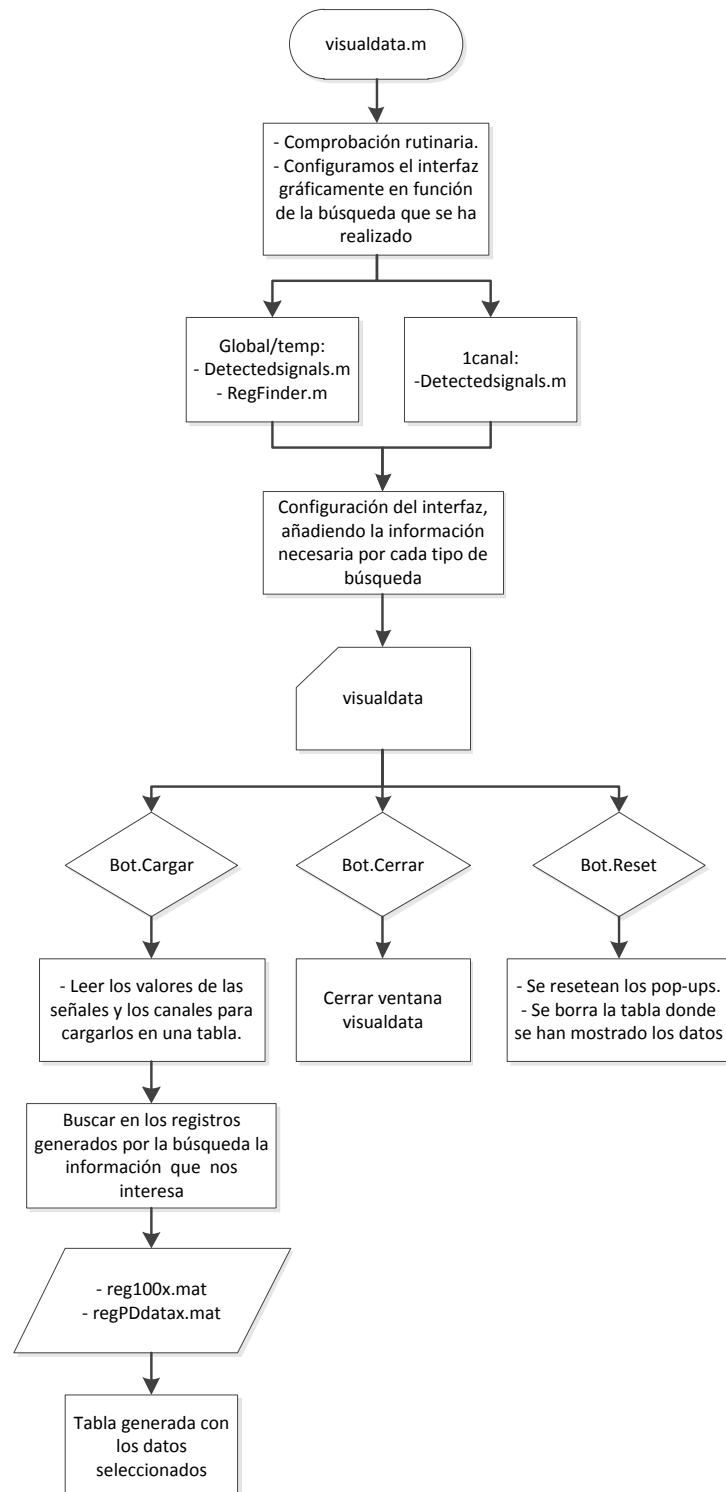 visualdata.m
- Comprobación rutinaria.
- Configuramos el interfaz
gráficamente en función
de la búsqueda que se ha
realizado
Global/temp:
- Detectedsignals.m
- RegFinder.m
1canal:
-Detectedsignals.m
Configuración del interfaz,
añadiendo la información
necesaria por cada tipo de
búsqueda
visualdata
Bot.Cargar
Bot.Cerrar
Bot.Reset
- Leer los valores de las
señales y los canales para
cargarlos en una tabla.
Cerrar ventana
visualdata
- Se resetean los pop-ups.
- Se borra la tabla donde
se han mostrado los datos
Buscar en los registros
generados por la búsqueda la
información que nos
interesa
- reg100x.mat
- regPDdatax.mat
Tabla generada con
los datos
seleccionados